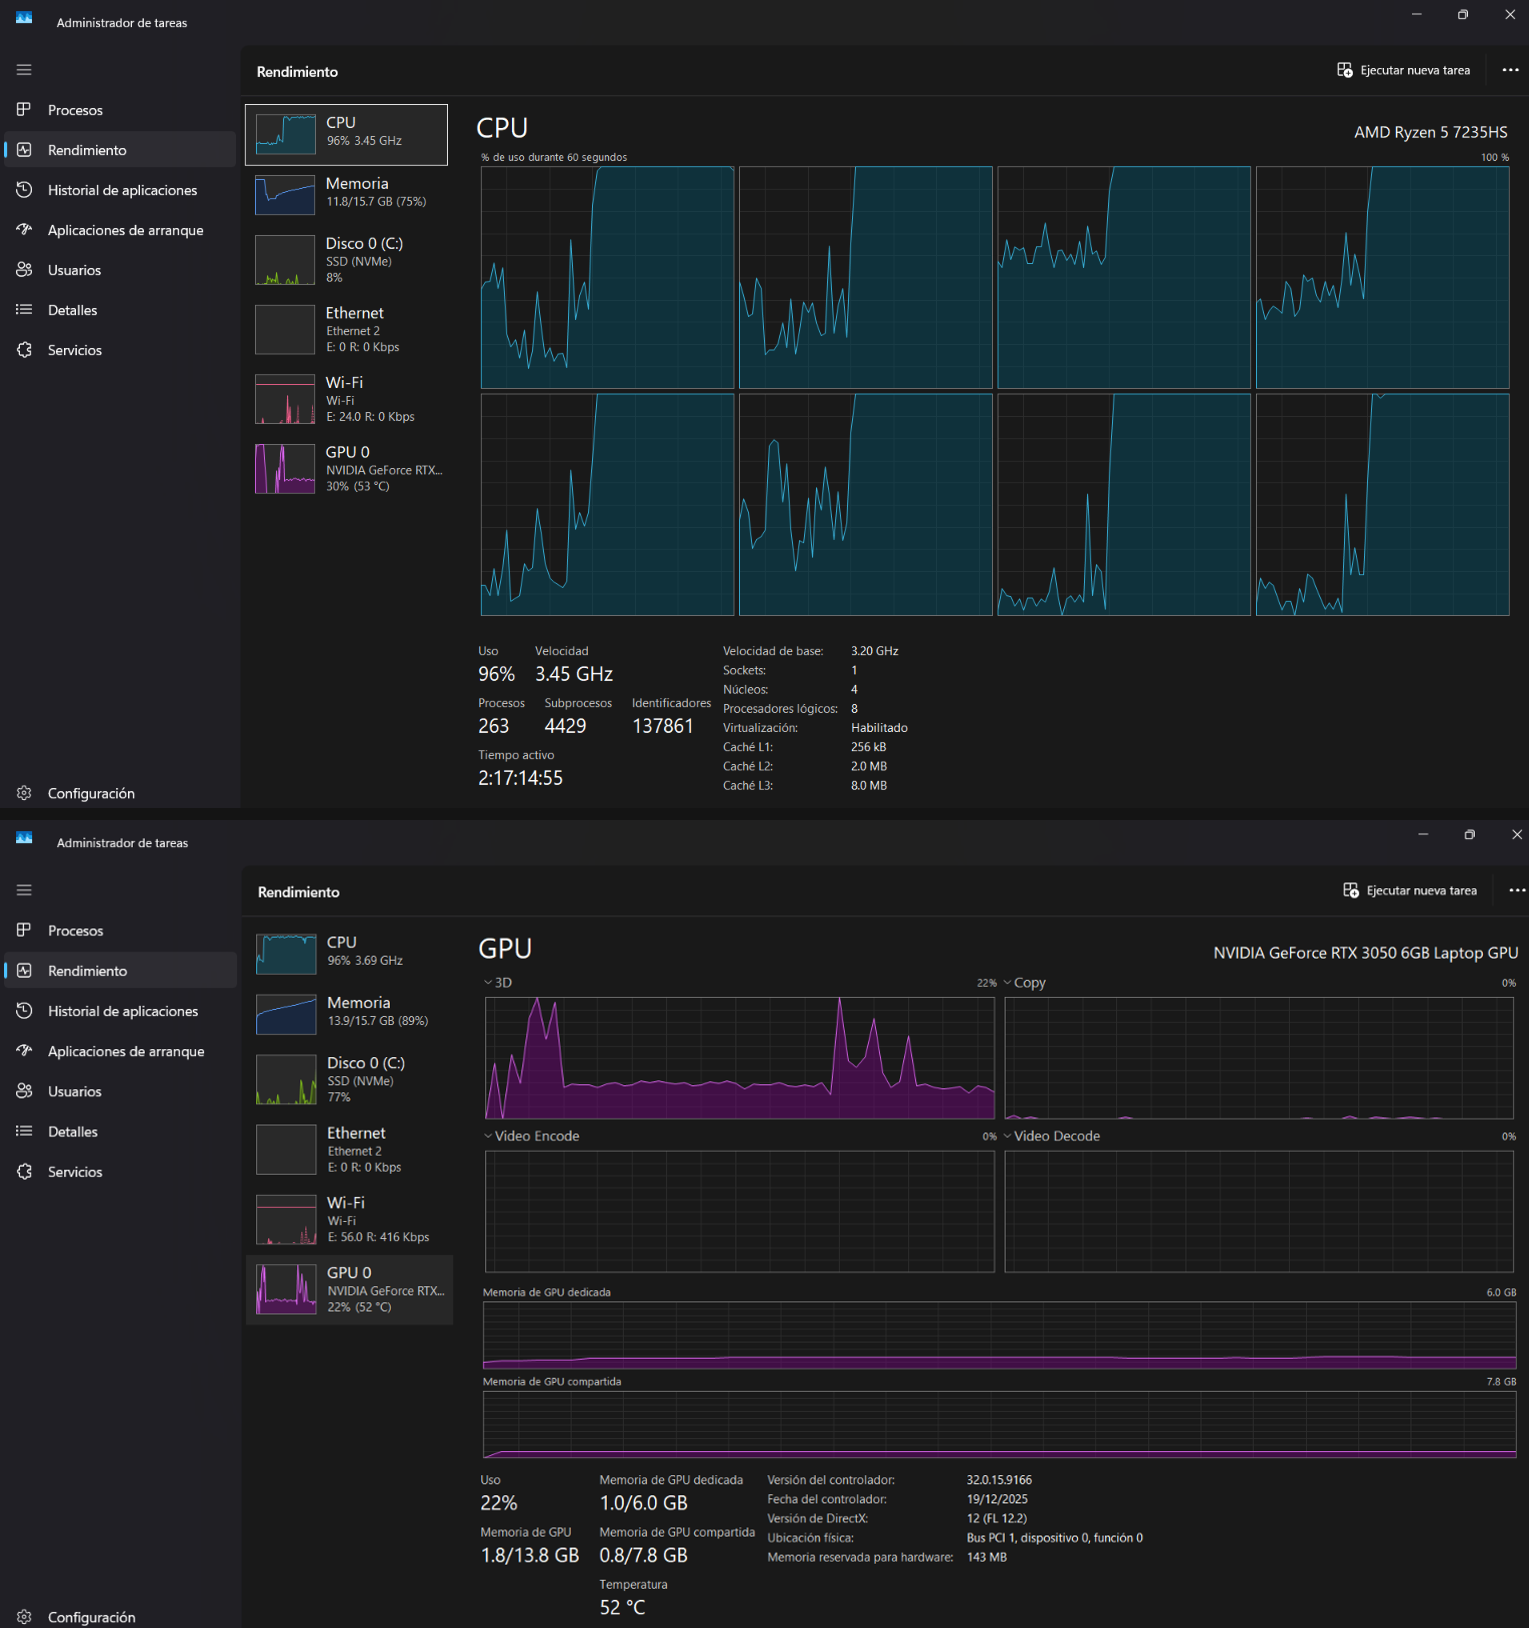 Administrador de tareas
Rendimiento
Ejecutar nueva tarea
Procesos
Rendimiento
Historial de aplicaciones
Aplicaciones de arranque
Usuarios
Detalles
Servicios
Configuración
CPU
96% 3.45 GHz
Memoria
11.8/15.7 GB (75%)
Disco 0 (C:)
SSD (NVMe)
8%
Ethernet
Ethernet 2
E: 0 R: 0 Kbps
Wi-Fi
Wi-Fi
E: 24.0 R: 0 Kbps
GPU 0
NVIDIA GeForce RTX...
30% (53 °C)
CPU
AMD Ryzen 5 7235HS
% de uso durante 60 segundos
100 %
Uso
96%
Velocidad
3.45 GHz
Procesos
263
Subprocesos
4429
Identificadores
137861
Tiempo activo
2:17:14:55
Velocidad de base: 3.20 GHz
Sockets: 1
Núcleos: 4
Procesadores lógicos: 8
Virtualización: Habilitado
Caché L1: 256 kB
Caché L2: 2.0 MB
Caché L3: 8.0 MB
Administrador de tareas
Rendimiento
Ejecutar nueva tarea
Procesos
Rendimiento
Historial de aplicaciones
Aplicaciones de arranque
Usuarios
Detalles
Servicios
Configuración
CPU
96% 3.69 GHz
Memoria
13.9/15.7 GB (89%)
Disco 0 (C:)
SSD (NVMe)
77%
Ethernet
Ethernet 2
E: 0 R: 0 Kbps
Wi-Fi
Wi-Fi
E: 56.0 R: 416 Kbps
GPU 0
NVIDIA GeForce RTX...
22% (52 °C)
GPU
NVIDIA GeForce RTX 3050 6GB Laptop GPU
3D 22%
Copy 0%
Video Encode 0%
Video Decode 0%
Memoria de GPU dedicada 6.0 GB
Memoria de GPU compartida 7.8 GB
Uso
22%
Memoria de GPU dedicada
1.0/6.0 GB
Memoria de GPU
1.8/13.8 GB
Memoria de GPU compartida
0.8/7.8 GB
Temperatura
52 °C
Versión del controlador: 32.0.15.9166
Fecha del controlador: 19/12/2025
Versión de DirectX: 12 (FL 12.2)
Ubicación física: Bus PCI 1, dispositivo 0, función 0
Memoria reservada para hardware: 143 MB